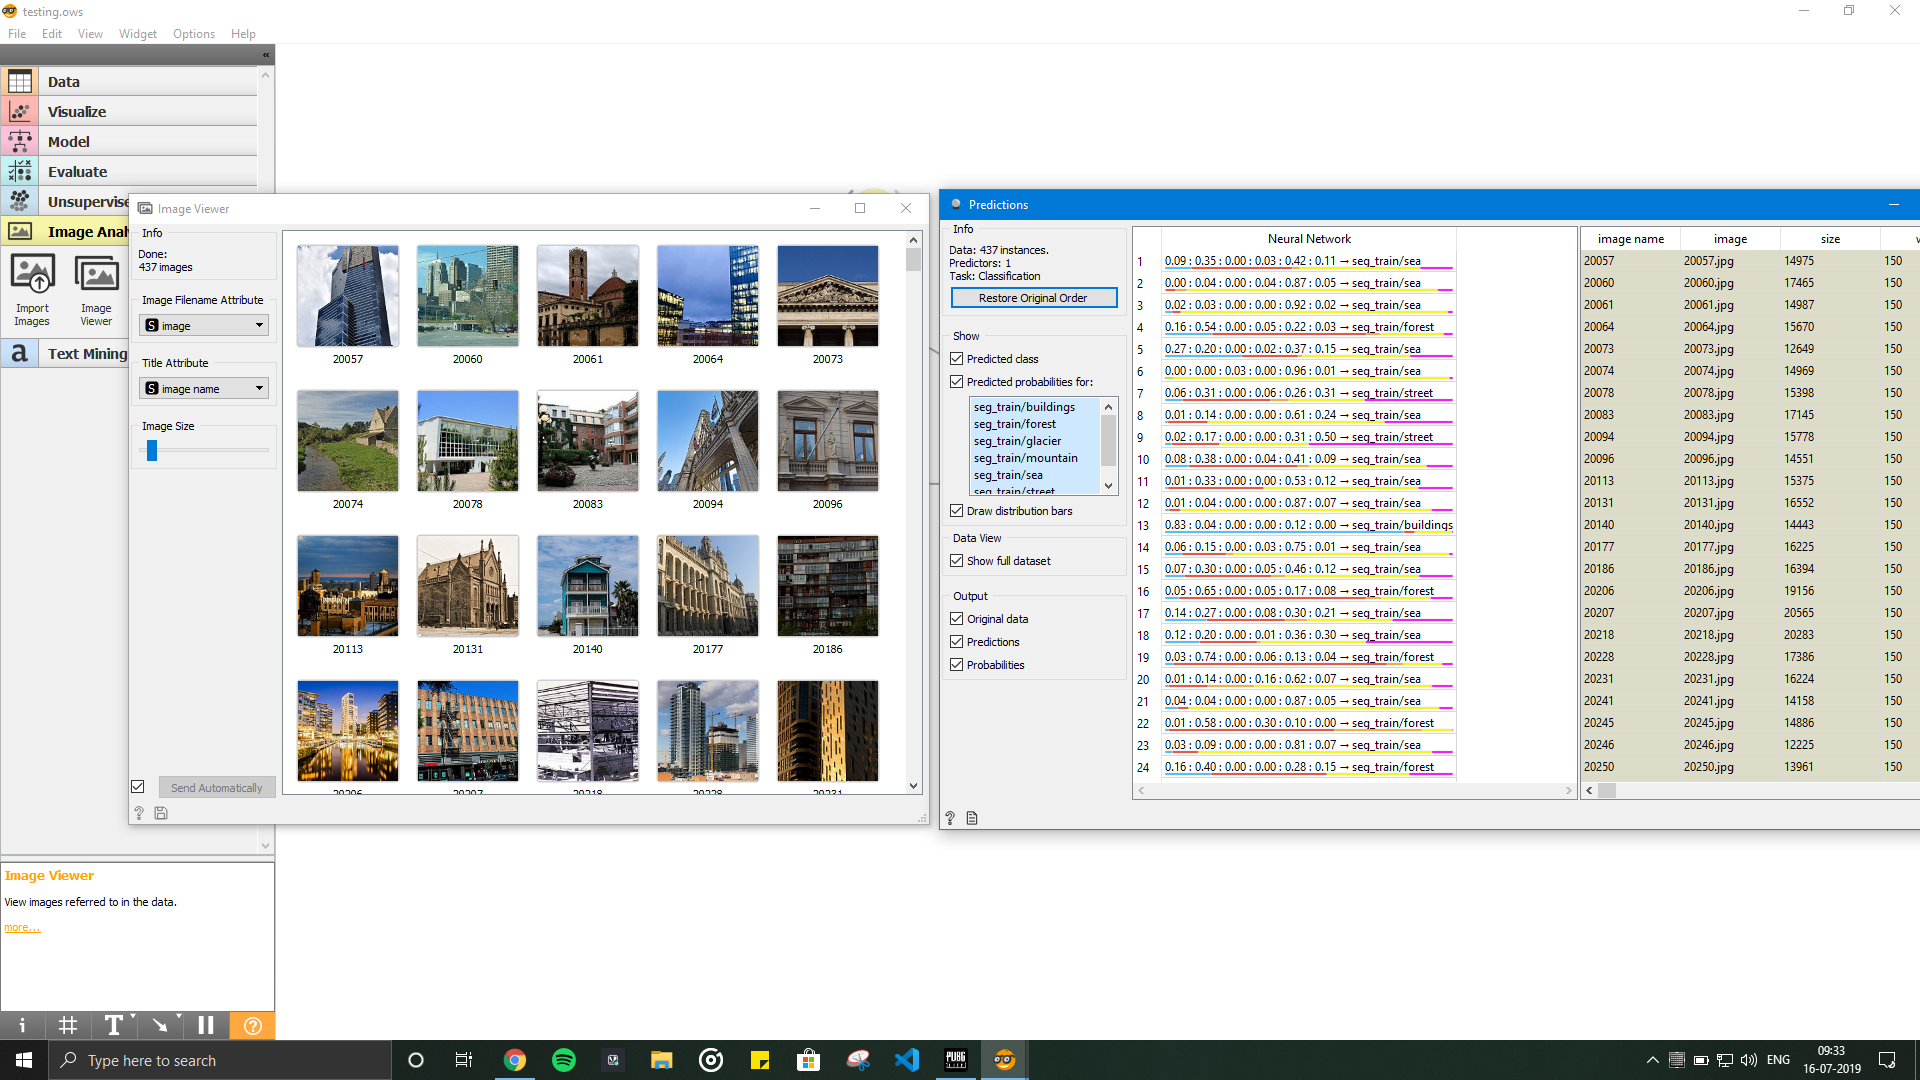 testing.ows
File Edit View Widget Options Help
Data
Visualize
Model
Evaluate
Unsupervise
Image Anal
Import Images
Image Viewer
Text Mining
Image Viewer
Info
Done:
437 images
Image Filename Attribute
S image
Title Attribute
S image name
Image Size
Send Automatically
20057 20060 20061 20064 20073
20074 20078 20083 20094 20096
20113 20131 20140 20177 20186
20206 20207 20218 20228 20231
Predictions
Info
Data: 437 instances.
Predictors: 1
Task: Classification
Restore Original Order
Show
Predicted class
Predicted probabilities for:
seg_train/buildings
seg_train/forest
seg_train/glacier
seg_train/mountain
seg_train/sea
seg_train/street
Draw distribution bars
Data View
Show full dataset
Output
Original data
Predictions
Probabilities
Neural Network image name image size
1 0.09 : 0.35 : 0.00 : 0.03 : 0.42 : 0.11 → seg_train/sea 20057 20057.jpg 14975 150
2 0.00 : 0.04 : 0.00 : 0.04 : 0.87 : 0.05 → seg_train/sea 20060 20060.jpg 17465 150
3 0.02 : 0.03 : 0.00 : 0.00 : 0.92 : 0.02 → seg_train/sea 20061 20061.jpg 14987 150
4 0.16 : 0.54 : 0.00 : 0.05 : 0.22 : 0.03 → seg_train/forest 20064 20064.jpg 15670 150
5 0.27 : 0.20 : 0.00 : 0.02 : 0.37 : 0.15 → seg_train/sea 20073 20073.jpg 12649 150
6 0.00 : 0.00 : 0.03 : 0.00 : 0.96 : 0.01 → seg_train/sea 20074 20074.jpg 14969 150
7 0.06 : 0.31 : 0.00 : 0.06 : 0.26 : 0.31 → seg_train/street 20078 20078.jpg 15398 150
8 0.01 : 0.14 : 0.00 : 0.00 : 0.61 : 0.24 → seg_train/sea 20083 20083.jpg 17145 150
9 0.02 : 0.17 : 0.00 : 0.00 : 0.31 : 0.50 → seg_train/street 20094 20094.jpg 15778 150
10 0.08 : 0.38 : 0.00 : 0.04 : 0.41 : 0.09 → seg_train/sea 20096 20096.jpg 14551 150
11 0.01 : 0.33 : 0.00 : 0.00 : 0.53 : 0.12 → seg_train/sea 20113 20113.jpg 15375 150
12 0.01 : 0.04 : 0.00 : 0.00 : 0.87 : 0.07 → seg_train/sea 20131 20131.jpg 16552 150
13 0.83 : 0.04 : 0.00 : 0.00 : 0.12 : 0.00 → seg_train/buildings 20140 20140.jpg 14443 150
14 0.06 : 0.15 : 0.00 : 0.03 : 0.75 : 0.01 → seg_train/sea 20177 20177.jpg 16225 150
15 0.07 : 0.30 : 0.00 : 0.05 : 0.46 : 0.12 → seg_train/sea 20186 20186.jpg 16394 150
16 0.05 : 0.65 : 0.00 : 0.05 : 0.17 : 0.08 → seg_train/forest 20206 20206.jpg 19156 150
17 0.14 : 0.27 : 0.00 : 0.08 : 0.30 : 0.21 → seg_train/sea 20207 20207.jpg 20565 150
18 0.12 : 0.20 : 0.00 : 0.01 : 0.36 : 0.30 → seg_train/sea 20218 20218.jpg 20283 150
19 0.03 : 0.74 : 0.00 : 0.06 : 0.13 : 0.04 → seg_train/forest 20228 20228.jpg 17386 150
20 0.01 : 0.14 : 0.00 : 0.16 : 0.62 : 0.07 → seg_train/sea 20231 20231.jpg 16224 150
21 0.04 : 0.04 : 0.00 : 0.00 : 0.87 : 0.05 → seg_train/sea 20241 20241.jpg 14158 150
22 0.01 : 0.58 : 0.00 : 0.30 : 0.10 : 0.00 → seg_train/forest 20245 20245.jpg 14886 150
23 0.03 : 0.09 : 0.00 : 0.00 : 0.81 : 0.07 → seg_train/sea 20246 20246.jpg 12225 150
24 0.16 : 0.40 : 0.00 : 0.00 : 0.28 : 0.15 → seg_train/forest 20250 20250.jpg 13961 150
Image Viewer
View images referred to in the data.
more...
Type here to search
PUBG
ENG
09:33
16-07-2019